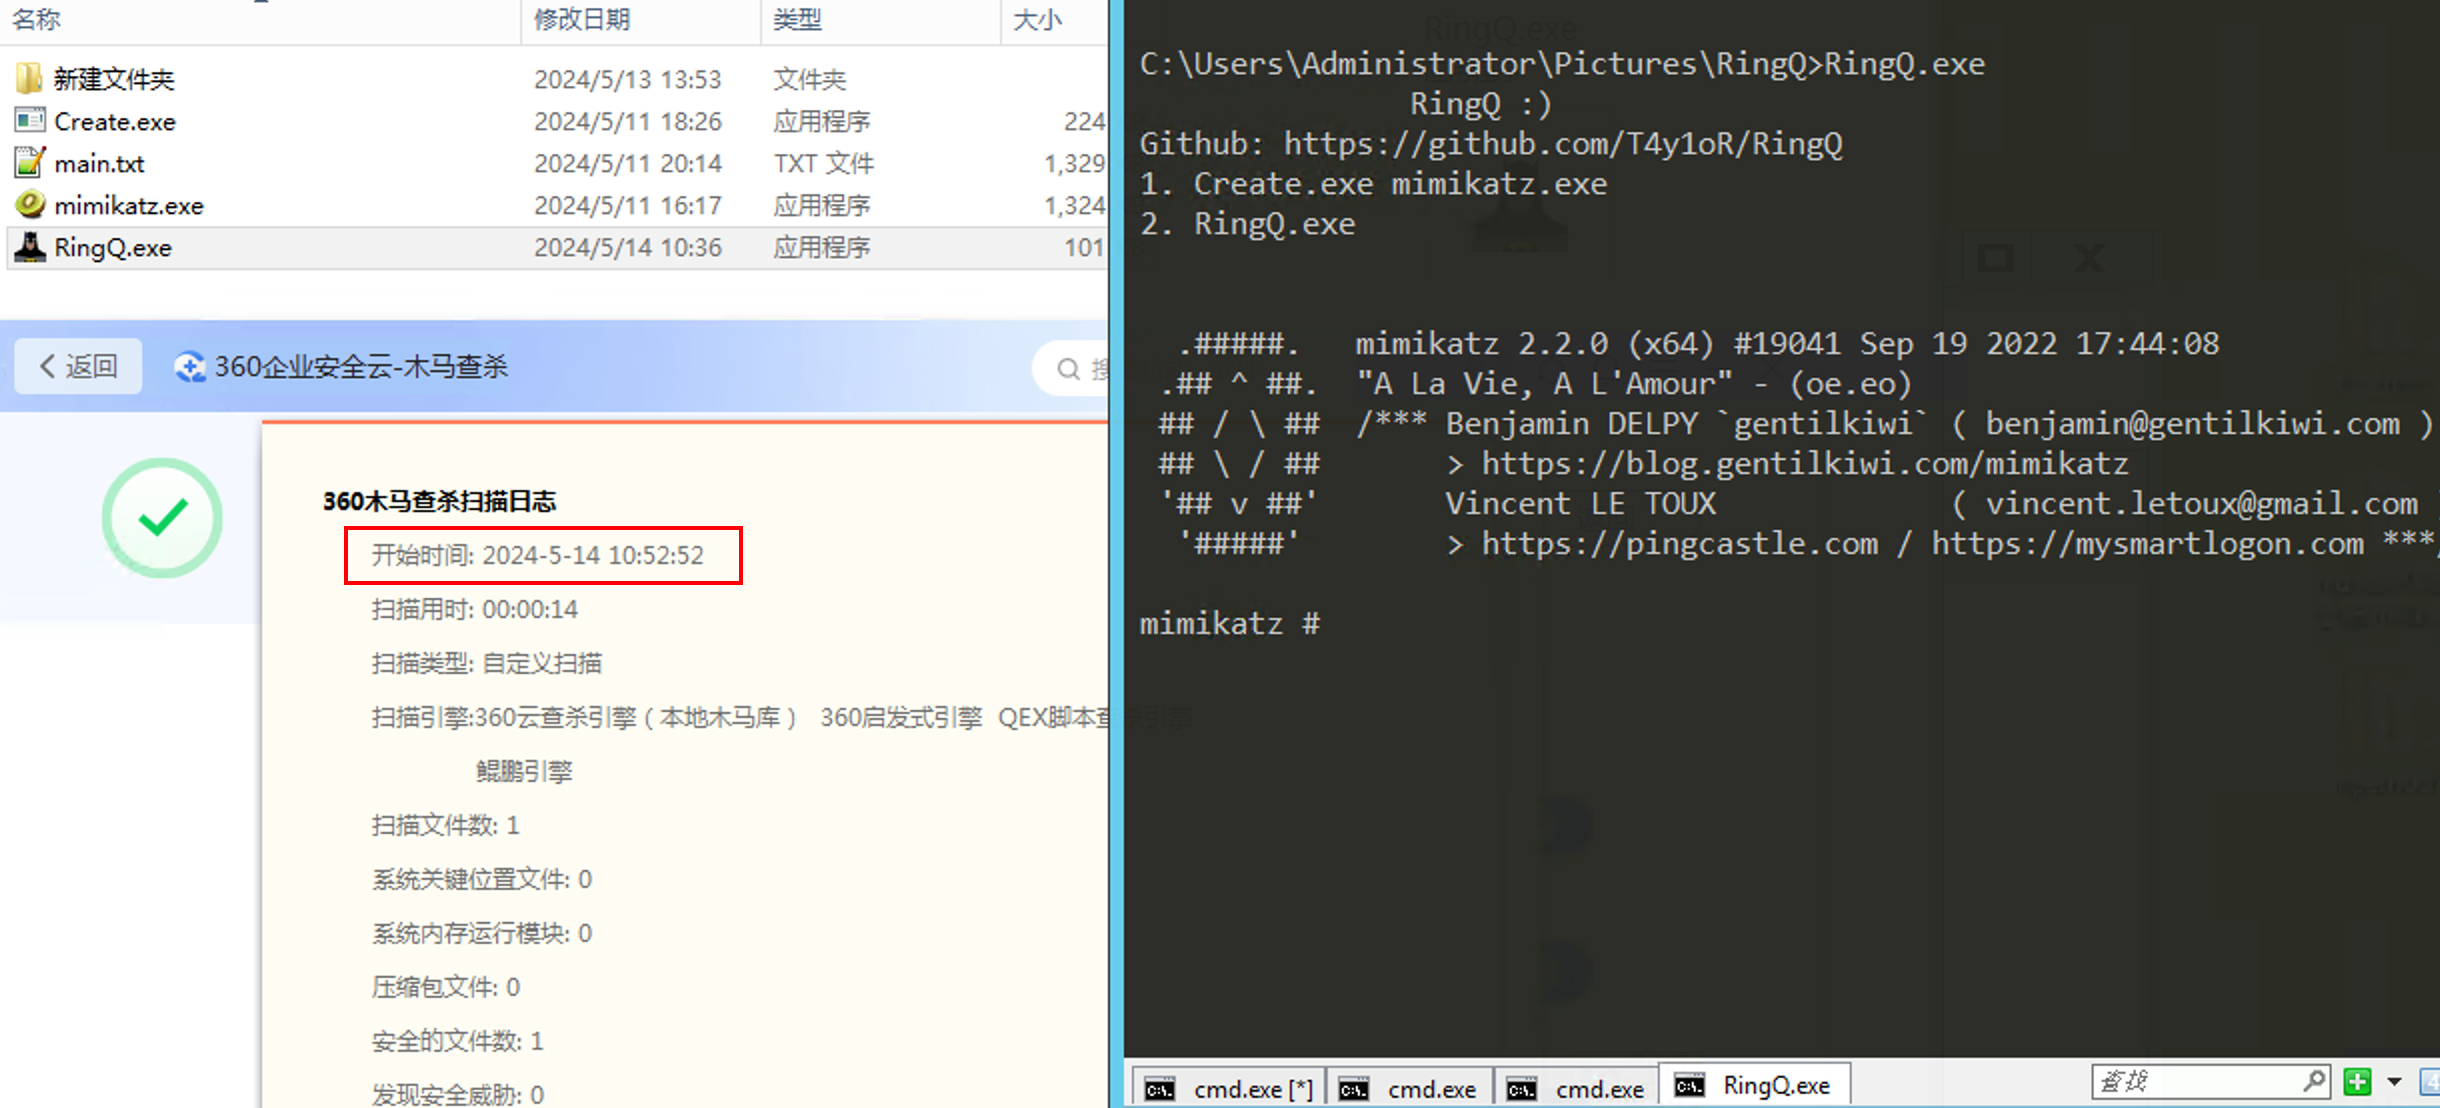 名称 修改日期 类型 大小
新建文件夹 2024/5/13 13:53 文件夹
Create.exe 2024/5/11 18:26 应用程序 224
main.txt 2024/5/11 20:14 TXT 文件 1,329
mimikatz.exe 2024/5/11 16:17 应用程序 1,324
RingQ.exe 2024/5/14 10:36 应用程序 101
返回 360企业安全云-木马查杀 搜
360木马查杀扫描日志
开始时间: 2024-5-14 10:52:52
扫描用时: 00:00:14
扫描类型: 自定义扫描
扫描引擎:360云查杀引擎（本地木马库） 360启发式引擎 QEX脚本查杀引擎
鲲鹏引擎
扫描文件数: 1
系统关键位置文件: 0
系统内存运行模块: 0
压缩包文件: 0
安全的文件数: 1
发现安全威胁: 0
RingQ.exe
C:\Users\Administrator\Pictures\RingQ>RingQ.exe
RingQ :)
Github: https://github.com/T4y1oR/RingQ
1. Create.exe mimikatz.exe
2. RingQ.exe
.#####. mimikatz 2.2.0 (x64) #19041 Sep 19 2022 17:44:08
.## ^ ##. "A La Vie, A L'Amour" - (oe.eo)
## / \ ## /*** Benjamin DELPY `gentilkiwi` ( benjamin@gentilkiwi.com )
## \ / ## > https://blog.gentilkiwi.com/mimikatz
'## v ##' Vincent LE TOUX ( vincent.letoux@gmail.com )
'#####' > https://pingcastle.com / https://mysmartlogon.com ***/
mimikatz #
cmd.exe [*] cmd.exe cmd.exe RingQ.exe 查找